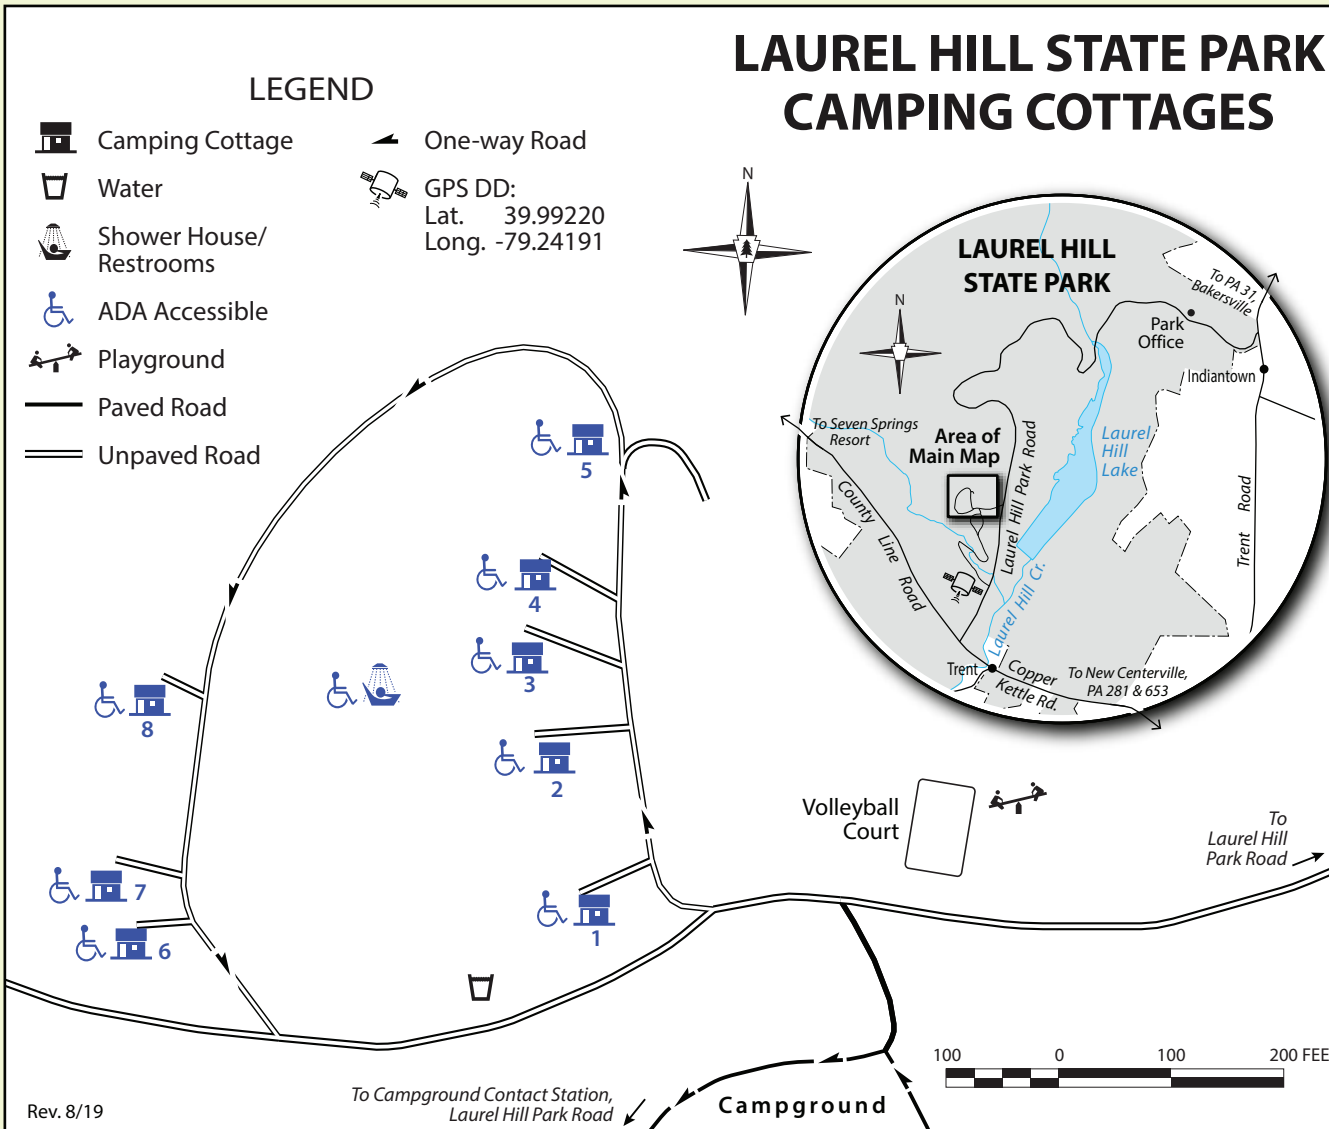 LAUREL HILL STATE PARK
CAMPING COTTAGES
LEGEND
Camping Cottage
Water
Shower House/
Restrooms
ADA Accessible
Playground
Paved Road
Unpaved Road
One-way Road
GPS DD:
Lat. 39.99220
Long. -79.24191
N
LAUREL HILL
STATE PARK
N
To PA 31,
Bakersville
Park
Office
Indiantown
To Seven Springs
Resort
Area of
Main Map
Laurel Hill Park Road
Laurel
Hill
Lake
County Line Road
Trent Road
Laurel Hill Cr.
Trent
Copper
Kettle Rd.
To New Centerville,
PA 281 & 653
5
4
3
8
2
7
6
1
Volleyball
Court
To
Laurel Hill
Park Road
100 0 100 200 FEE
To Campground Contact Station,
Laurel Hill Park Road
Campground
Rev. 8/19